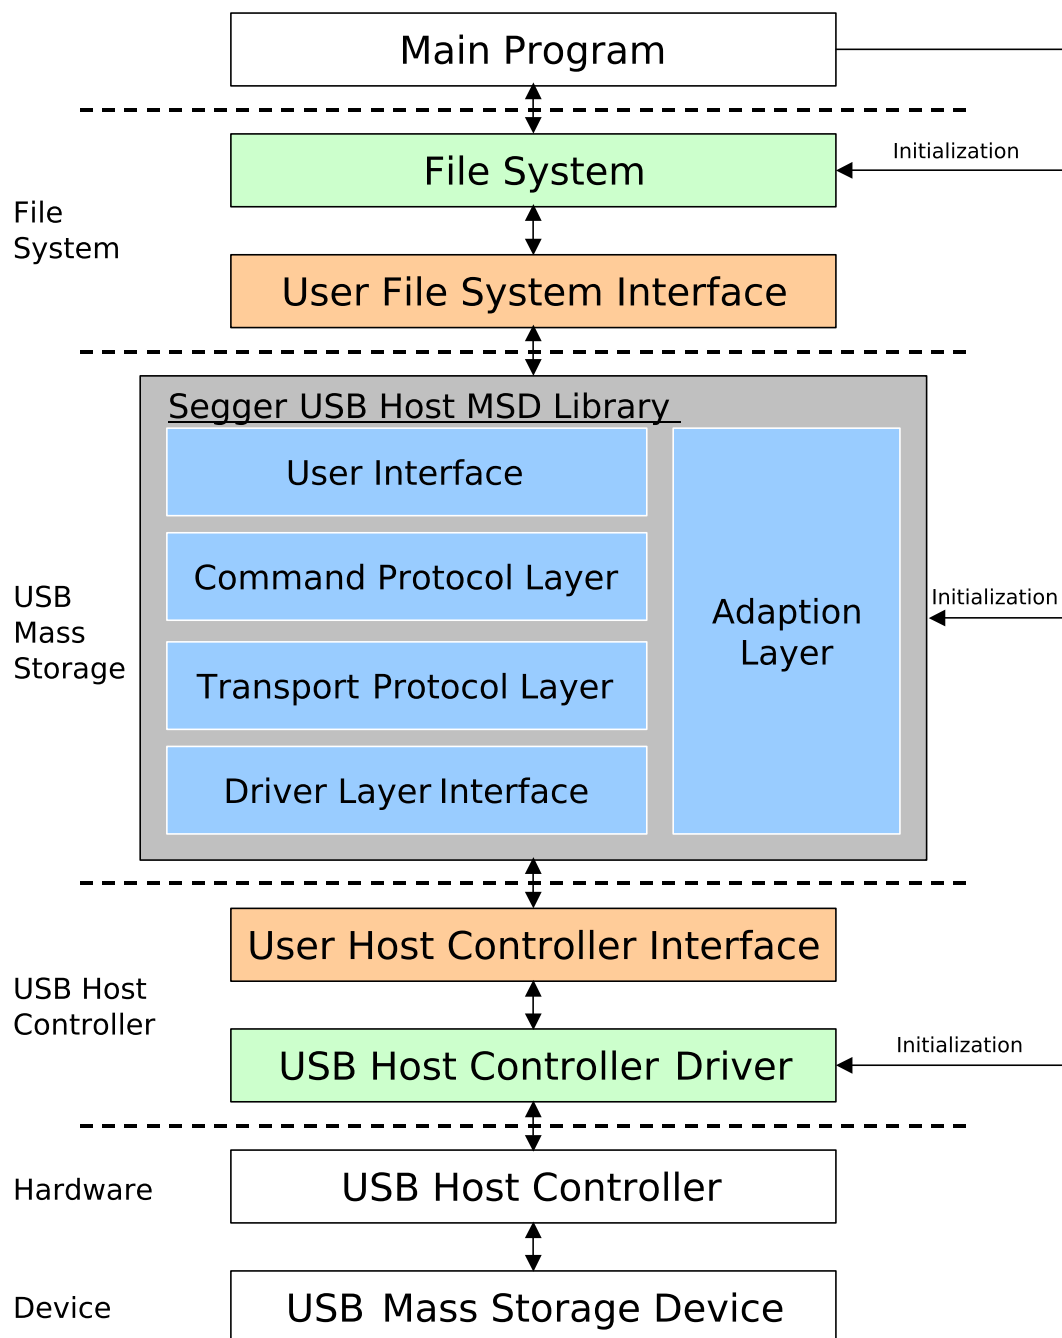 Main Program
Initialization
File System
File
System
User File System Interface
Segger USB Host MSD Library
User Interface
Command Protocol Layer
Adaption
Layer
Initialization
USB
Mass
Storage
Transport Protocol Layer
Driver Layer Interface
User Host Controller Interface
USB Host
Controller
Initialization
USB Host Controller Driver
Hardware
USB Host Controller
Device
USB Mass Storage Device